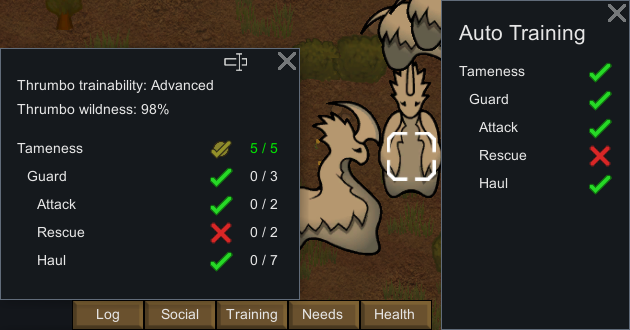 Auto Training
Tameness
Guard
Attack
Rescue
Haul
Thrumbo trainability: Advanced
Thrumbo wildness: 98%
Tameness 5 / 5
Guard 0 / 3
Attack 0 / 2
Rescue 0 / 2
Haul 0 / 7
Log Social Training Needs Health